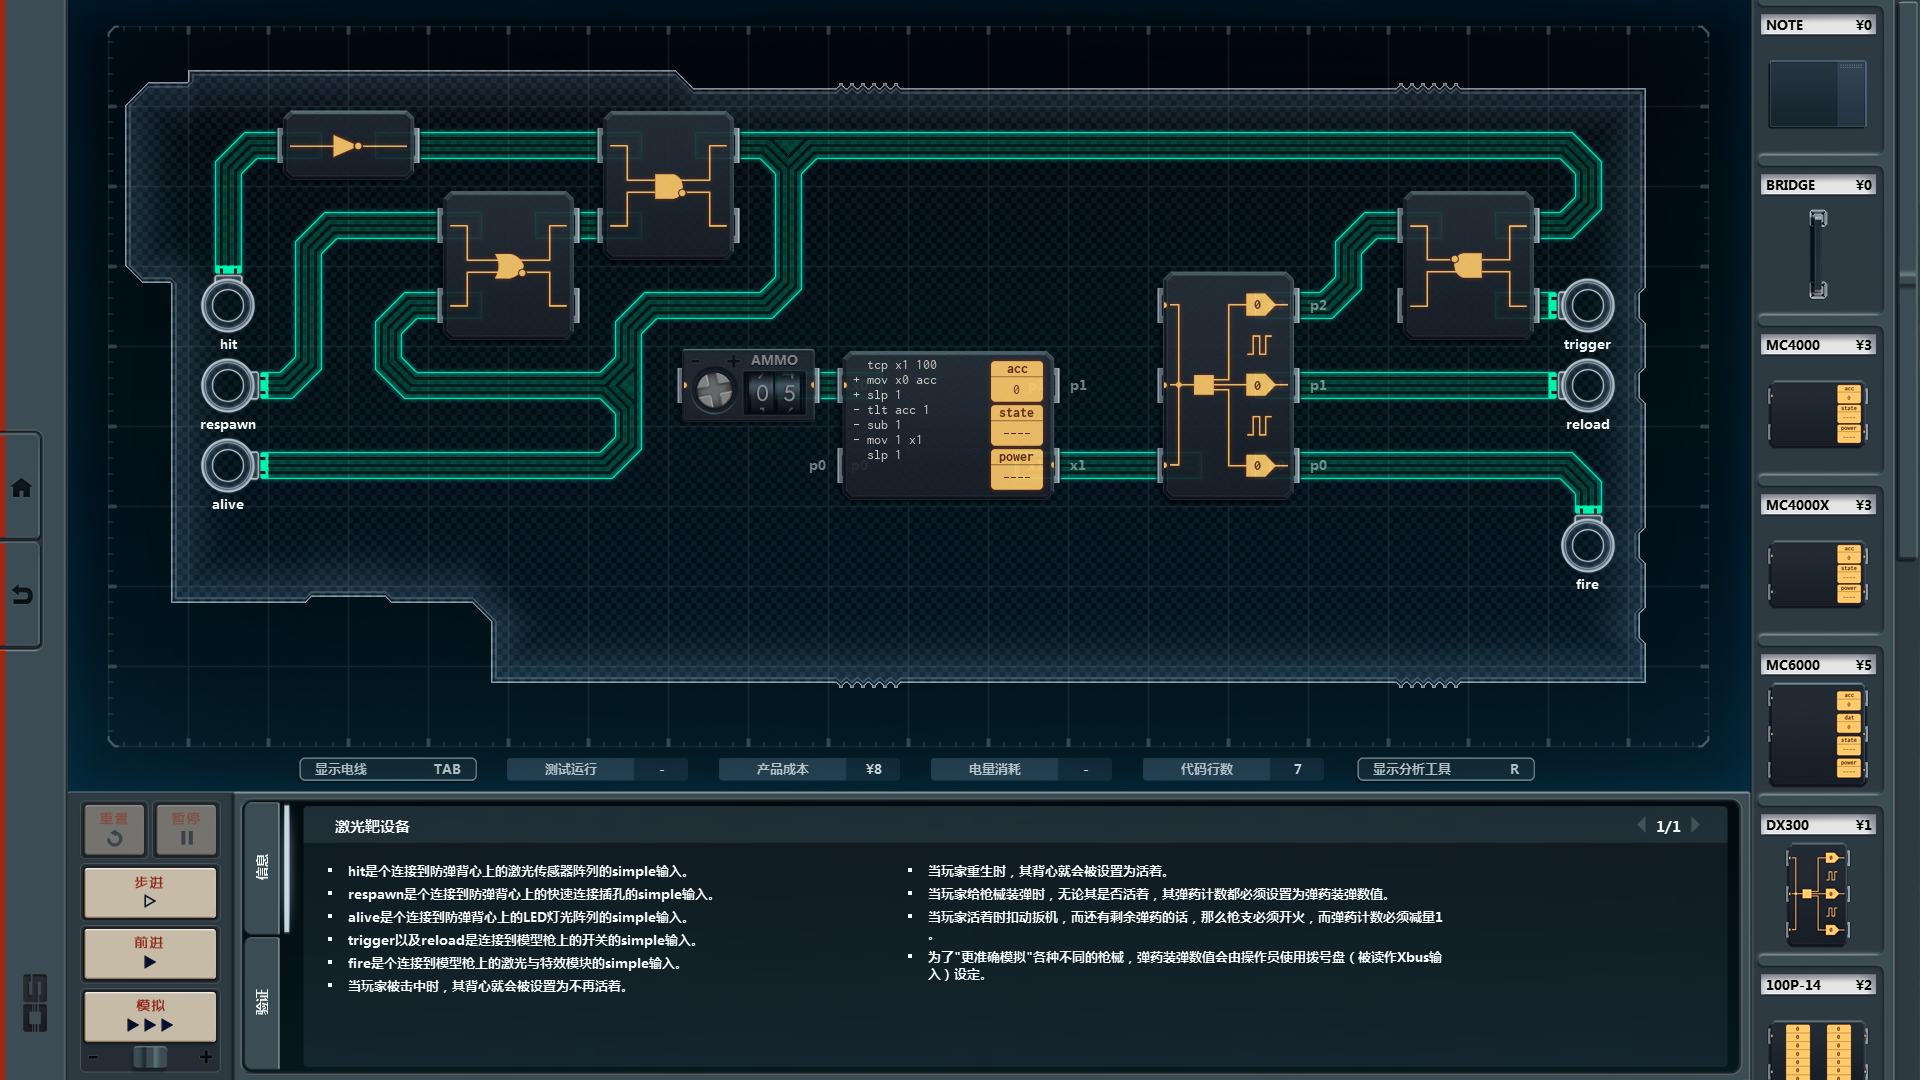 NOTE ¥0
BRIDGE ¥0
MC4000 ¥3
acc
0
state
----
power
----
MC4000X ¥3
acc
0
state
----
power
----
MC6000 ¥5
acc
0
dat
0
state
----
power
----
DX300 ¥1
0
0
0
100P-14 ¥2
hit
respawn
alive
AMMO
- +
0 5
tcp x1 100
+ mov x0 acc
+ slp 1
- tlt acc 1
- sub 1
- mov 1 x1
slp 1
acc
0
state
----
power
----
p1
p0
x1
0
0
0
p2
p1
p0
trigger
reload
fire
显示电线 TAB
测试运行 -
产品成本 ¥8
电量消耗 -
代码行数 7
显示分析工具 R
重置
暂停
步进
前进
模拟
- +
信息
验证
激光靶设备
1/1
▪ hit是个连接到防弹背心上的激光传感器阵列的simple输入。
▪ respawn是个连接到防弹背心上的快速连接插孔的simple输入。
▪ alive是个连接到防弹背心上的LED灯光阵列的simple输入。
▪ trigger以及reload是连接到模型枪上的开关的simple输入。
▪ fire是个连接到模型枪上的激光与特效模块的simple输入。
▪ 当玩家被击中时，其背心就会被设置为不再活着。
▪ 当玩家重生时，其背心就会被设置为活着。
▪ 当玩家给枪械装弹时，无论其是否活着，其弹药计数都必须设置为弹药装弹数值。
▪ 当玩家活着时扣动扳机，而还有剩余弹药的话，那么枪支必须开火，而弹药计数必须减量1
。
▪ 为了"更准确模拟"各种不同的枪械，弹药装弹数值会由操作员使用拨号盘（被读作Xbus输
入）设定。